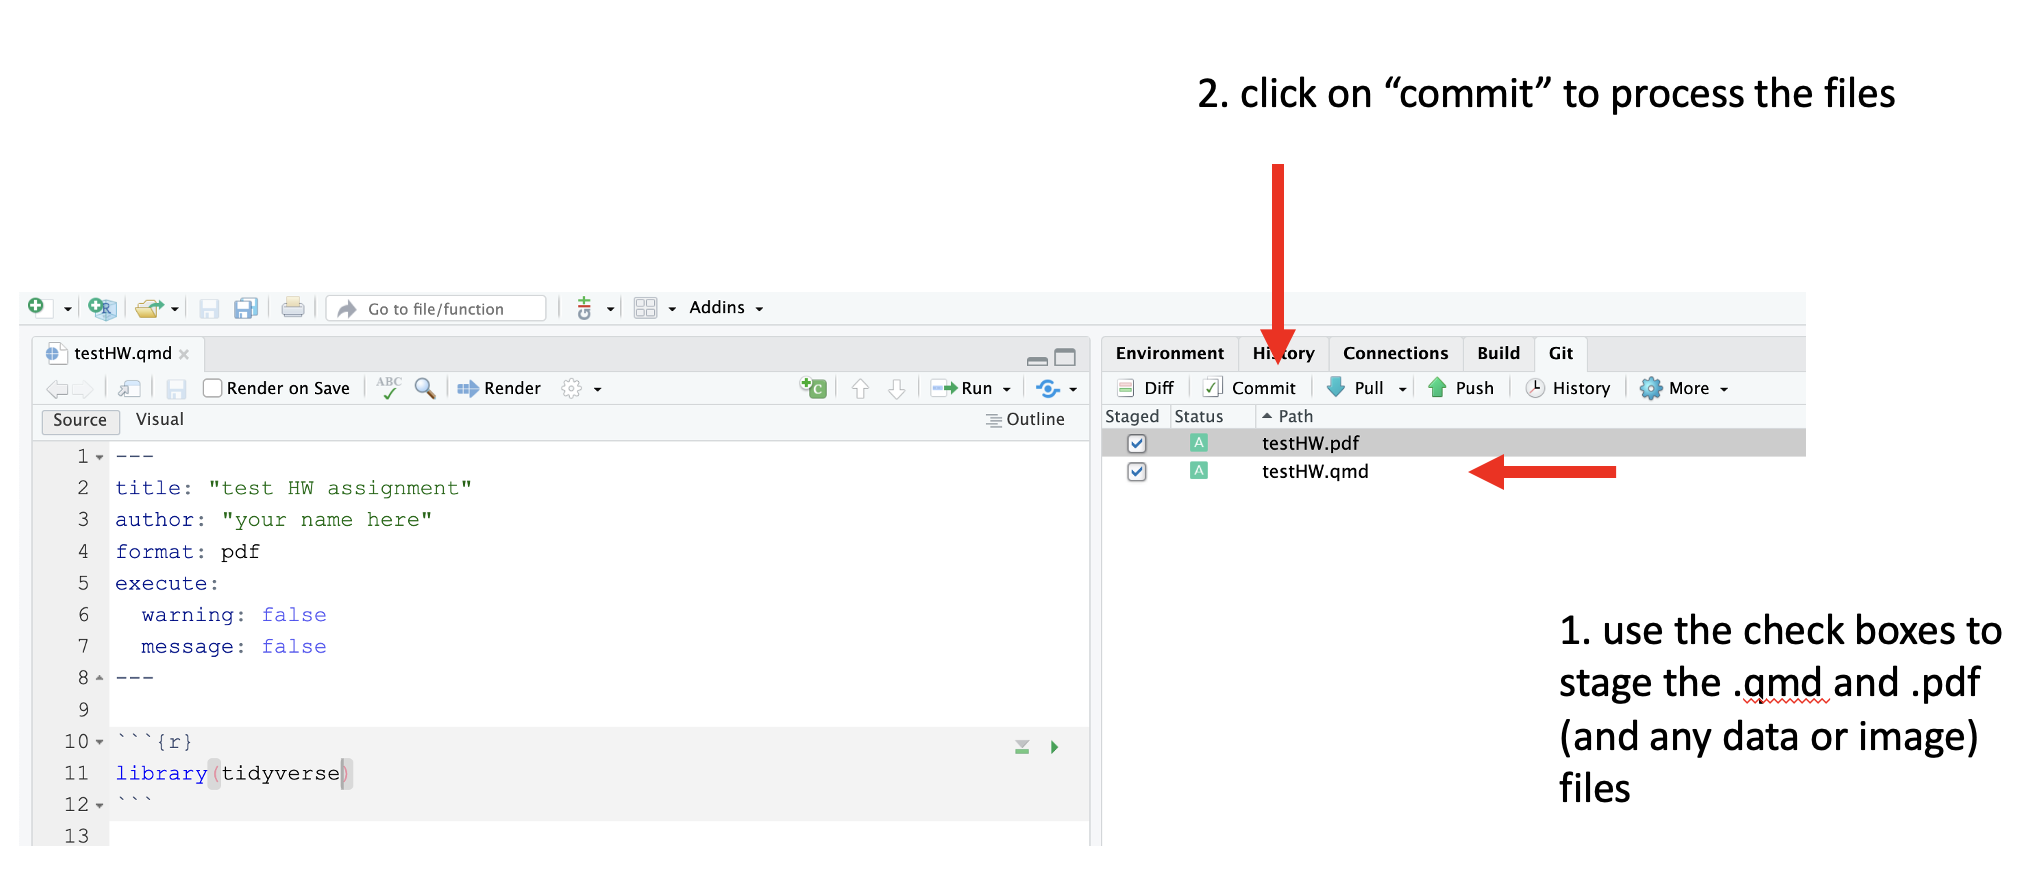 2. click on “commit” to process the files
Go to file/function
Git
Addins
testHW.qmd
Render on Save
ABC
Render
C
Run
Source
Visual
Outline
1 ---
2 title: "test HW assignment"
3 author: "your name here"
4 format: pdf
5 execute:
6 warning: false
7 message: false
8 ---
9
10 ```{r}
11 library(tidyverse)
12 ```
13
Environment History Connections Build Git
Diff Commit Pull Push History More
Staged Status Path
A testHW.pdf
A testHW.qmd
1. use the check boxes to
stage the .qmd and .pdf
(and any data or image)
files